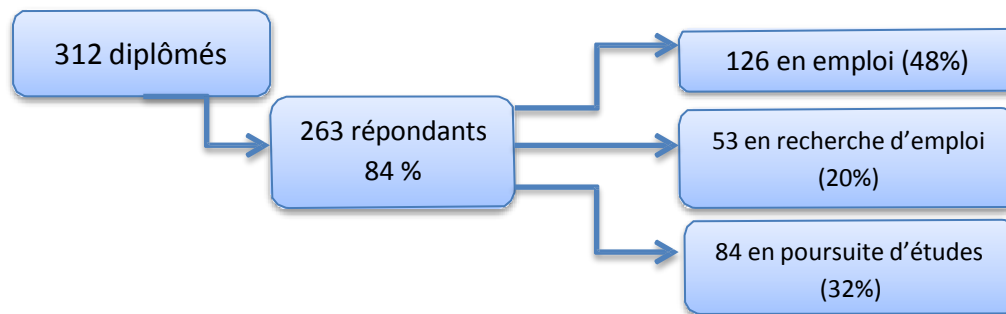 312 diplômés
263 répondants
84 %
126 en emploi (48%)
53 en recherche d’emploi
(20%)
84 en poursuite d’études
(32%)